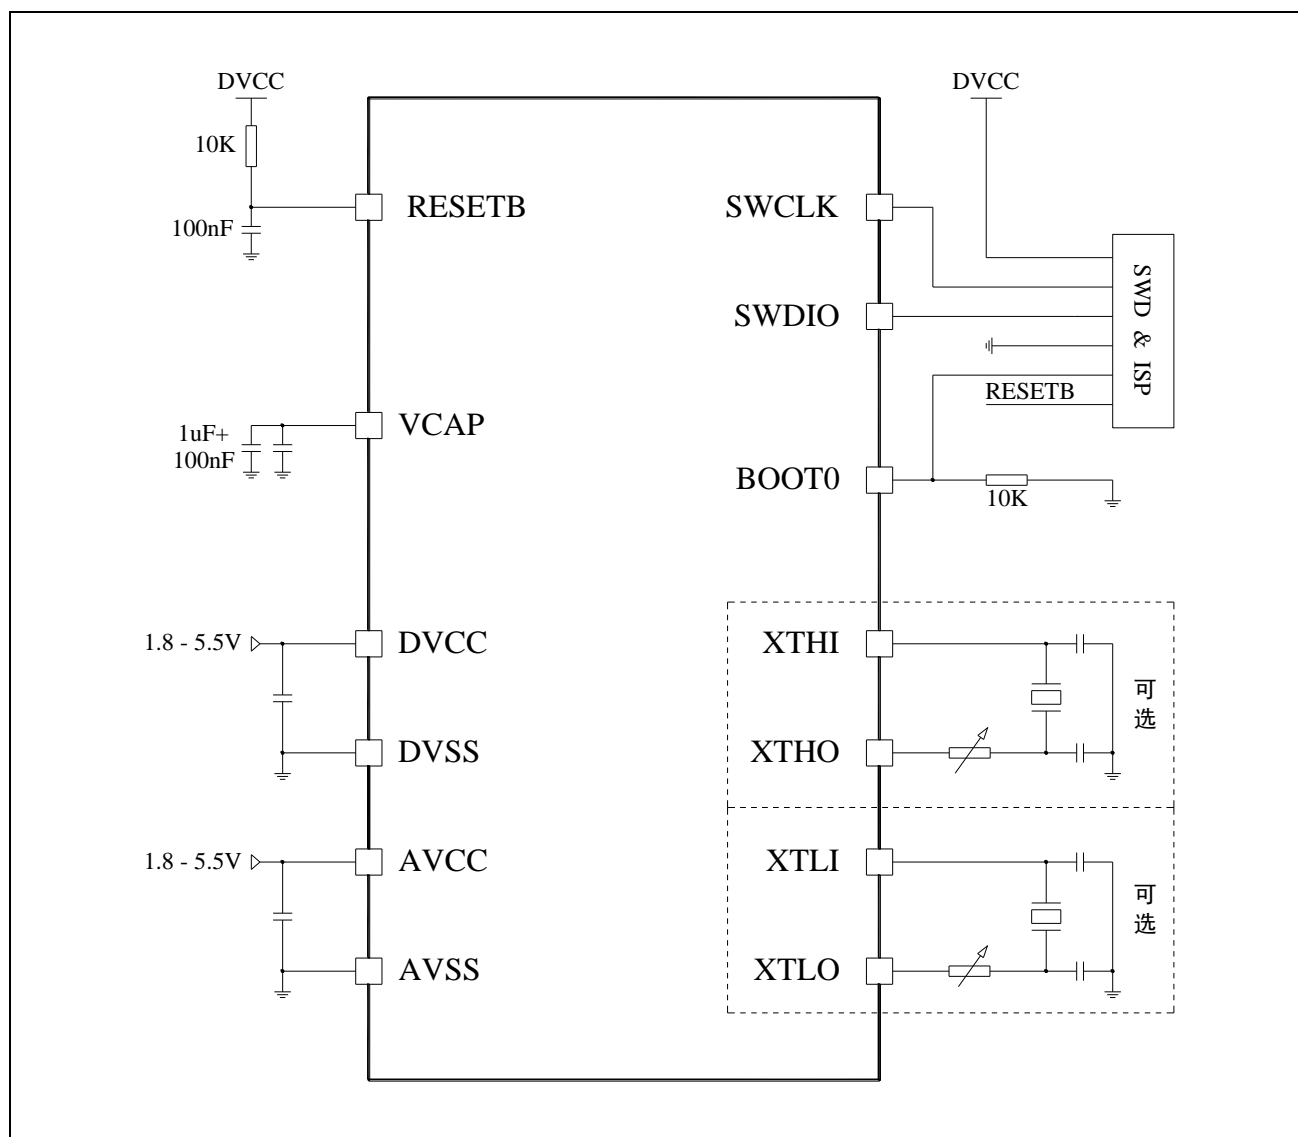 DVCC
10K
100nF
RESETB
VCAP
1uF+
100nF
1.8 - 5.5V
DVCC
DVSS
1.8 - 5.5V
AVCC
AVSS
DVCC
SWCLK
SWDIO
SWD & ISP
RESETB
BOOT0
10K
XTHI
XTHO
可
选
XTLI
XTLO
可
选